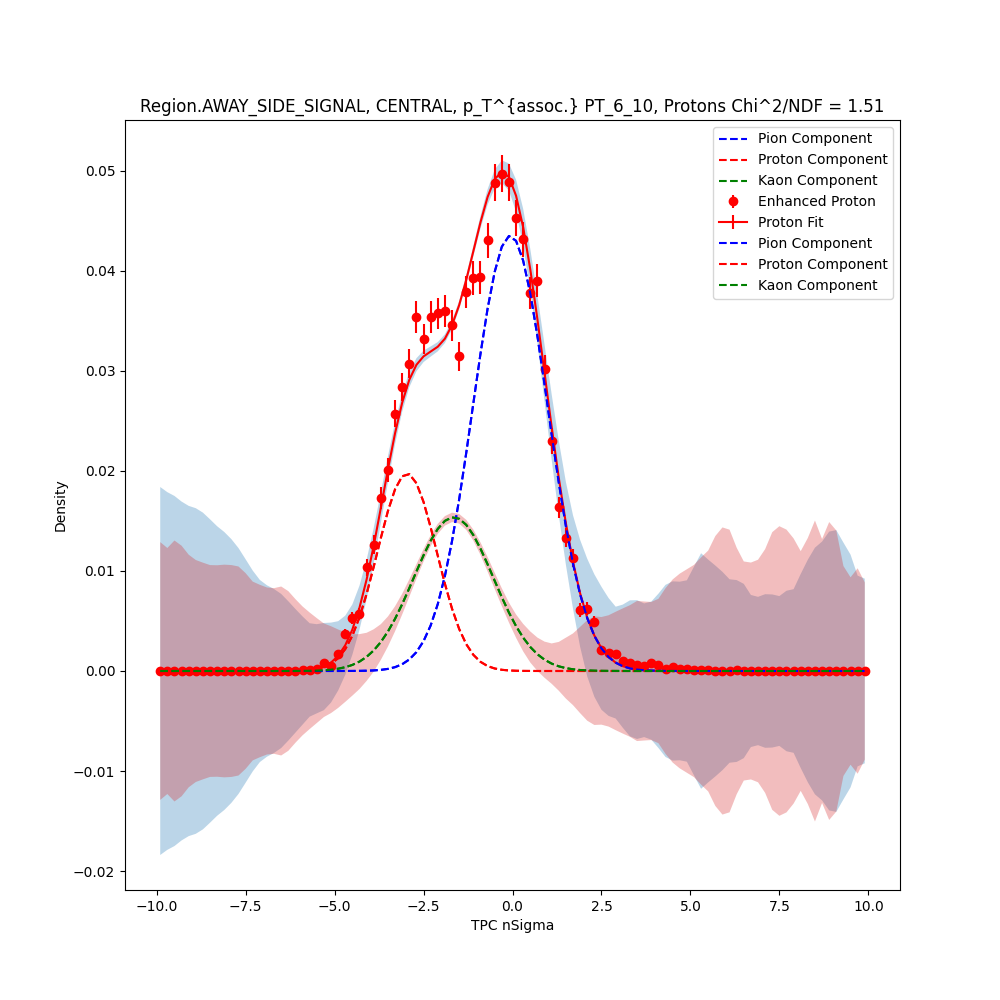 Region.AWAY_SIDE_SIGNAL, CENTRAL, p_T^{assoc.} PT_6_10, Protons Chi^2/NDF = 1.51
Pion Component
Proton Component
Kaon Component
Enhanced Proton
Proton Fit
Pion Component
Proton Component
Kaon Component
0.05
0.04
0.03
0.02
0.01
0.00
−0.01
−0.02
Density
−10.0 −7.5 −5.0 −2.5 0.0 2.5 5.0 7.5 10.0
TPC nSigma